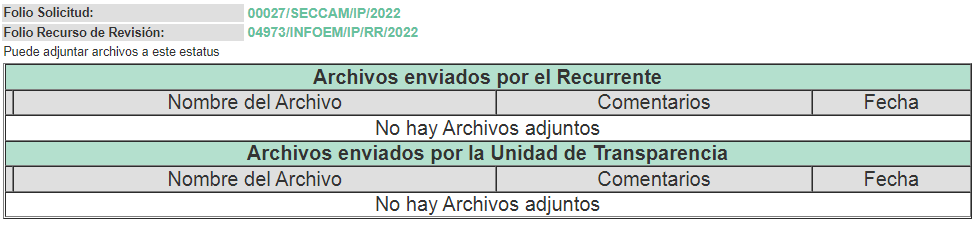 Folio Solicitud: 00027/SECCAM/IP/2022
Folio Recurso de Revisión: 04973/INFOEM/IP/RR/2022
Puede adjuntar archivos a este estatus
Archivos enviados por el Recurrente
Nombre del Archivo Comentarios Fecha
No hay Archivos adjuntos
Archivos enviados por la Unidad de Transparencia
Nombre del Archivo Comentarios Fecha
No hay Archivos adjuntos